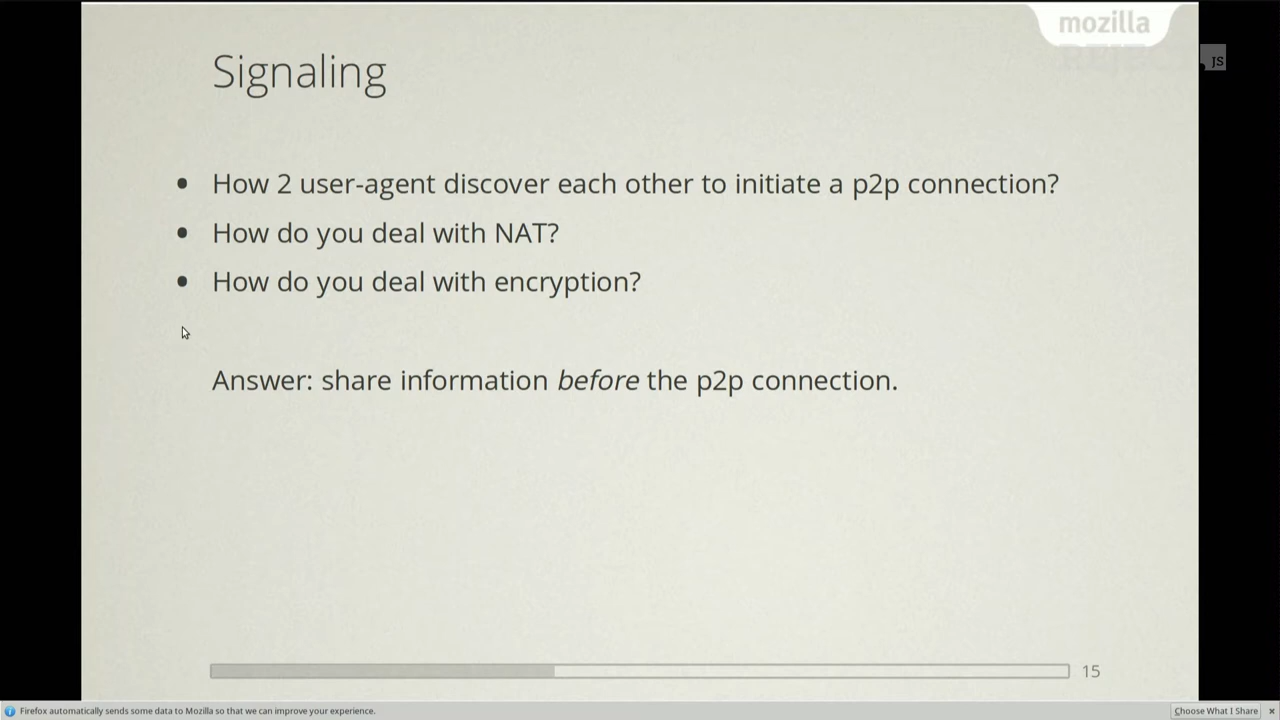 mozilla
JS
Signaling
• How 2 user-agent discover each other to initiate a p2p connection?
• How do you deal with NAT?
• How do you deal with encryption?
Answer: share information before the p2p connection.
15
Firefox automatically sends some data to Mozilla so that we can improve your experience.
Choose What I Share ×